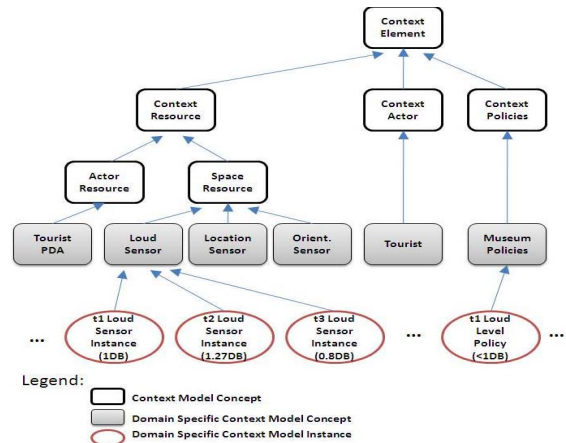 Context
Element
Context
Resource
Context
Actor
Context
Policies
Actor
Resource
Space
Resource
Tourist
PDA
Loud
Sensor
Location
Sensor
Orient.
Sensor
Tourist
Museum
Policies
...
t1 Loud
Sensor
Instance
(1DB)
t2 Loud
Sensor
Instance
(1.27DB)
t3 Loud
Sensor
Instance
(0.8DB)
...
t1 Loud
Level
Policy
(<1DB)
...
Legend:
Context Model Concept
Domain Specific Context Model Concept
Domain Specific Context Model Instance